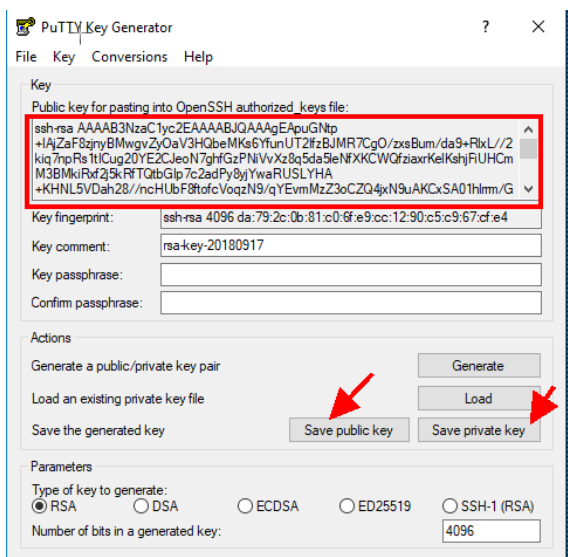 PuTTY Key Generator
? ×
File Key Conversions Help
Key
Public key for pasting into OpenSSH authorized_keys file:
ssh-rsa AAAAB3NzaC1yc2EAAAABJQAAAgEApuGNtp
+lAjZaF8zjnyBMwgvZyOaV3HQbeMKs6YfunUT2lfzBJMR7CgO/zxsBum/da9+RlxL//2
kiq7npRs1tlCug20YE2CJeoN7ghfGzPNiVvXz8q5da5leNfXKCWQfziaxrKelKshjFiUHCm
M3BMkiRxf2j5kRfTQtbGlp7c2adPy8yjYwaRUSLYHA
+KHNL5VDah28//ncHUbF8ftofcVoqzN9/qYEvmMzZ3oCZQ4jxN9uAKCxSA01hlrm/G
Key fingerprint: ssh-rsa 4096 da:79:2c:0b:81:c0:6f:e9:cc:12:90:c5:c9:67:cf:e4
Key comment: rsa-key-20180917
Key passphrase:
Confirm passphrase:
Actions
Generate a public/private key pair Generate
Load an existing private key file Load
Save the generated key Save public key Save private key
Parameters
Type of key to generate:
RSA DSA ECDSA ED25519 SSH-1 (RSA)
Number of bits in a generated key: 4096